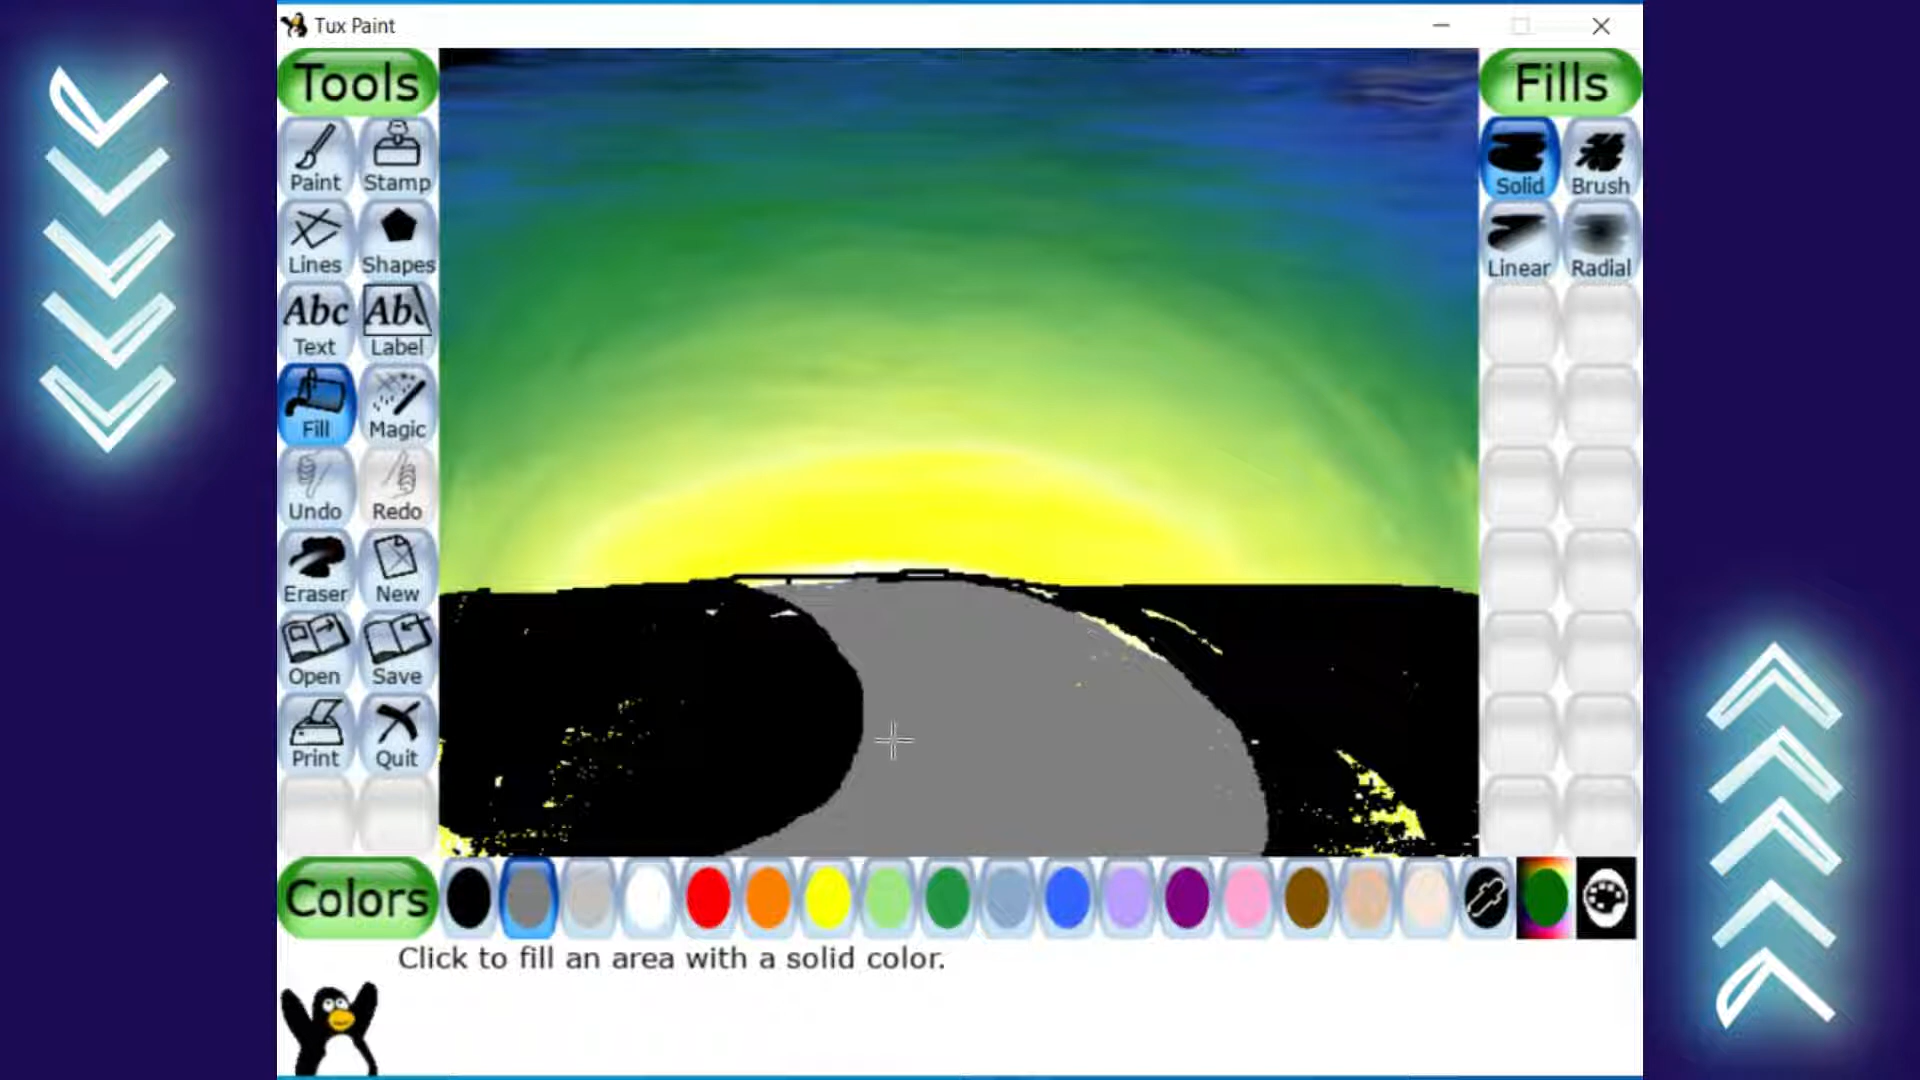 Tux Paint
Tools
Fills
Paint Stamp
Solid Brush
Lines Shapes
Linear Radial
Abc Abc
Text Label
Fill Magic
Undo Redo
Eraser New
Open Save
Print Quit
Colors
Click to fill an area with a solid color.